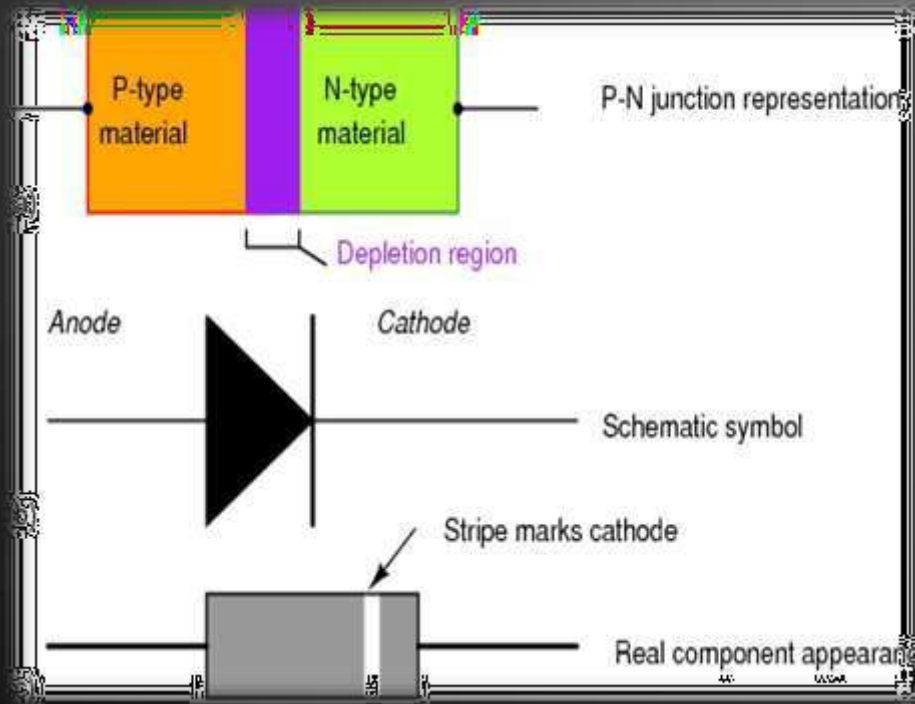 P-type
material
N-type
material
P-N junction representation
Depletion region
Anode
Cathode
Schematic symbol
Stripe marks cathode
Real component appearan